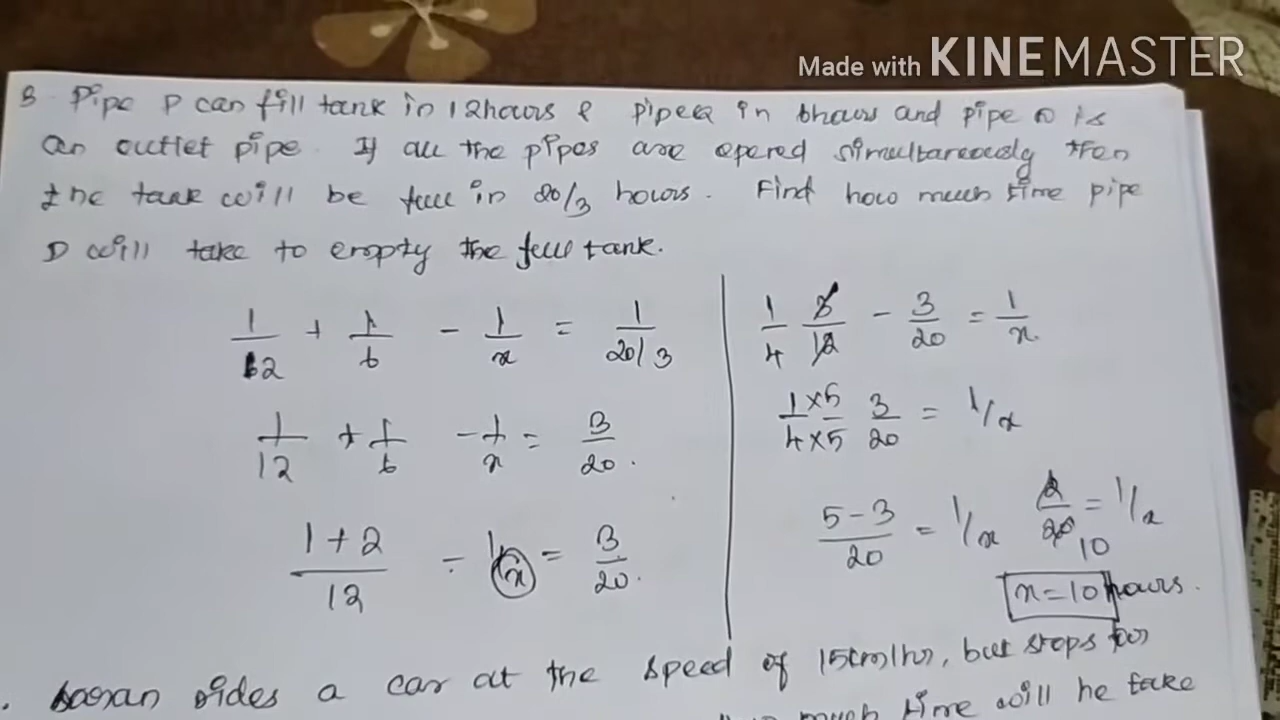 Made with KINEMASTER
3 Pipe P can fill tank in 12 hours & pipe Q in 6 hours and pipe D is
an outlet pipe. If all the pipes are opened simultaneously then
the tank will be full in 20/3 hours. Find how much time pipe
D will take to empty the full tank.
1/12 + 1/6 - 1/x = 1/20/3
1/12 + 1/6 - 1/x = 3/20.
1+2/12 - 1/x = 3/20.
1/4 3/12 - 3/20 = 1/x
1×5/4×5 3/20 = 1/x
5-3/20 = 1/x 2/20 10 = 1/x
x=10 hours.
rides a car at the speed of 15km/hr, but stops for
much time will he take